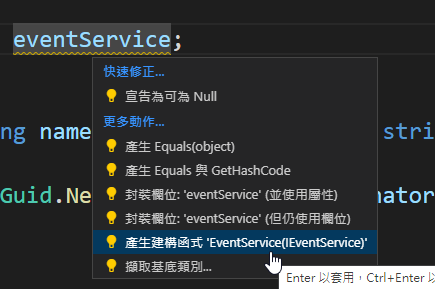 eventService;
快速修正...
宣告為可為 Null
更多動作...
產生 Equals(object)
產生 Equals 與 GetHashCode
封裝欄位: 'eventService' (並使用屬性)
封裝欄位: 'eventService' (但仍使用欄位)
產生建構函式 'EventService(IEventService)'
擷取基底類別...
ng name
stri
Guid.Ne
nator
Enter 以套用，Ctrl+Enter 以